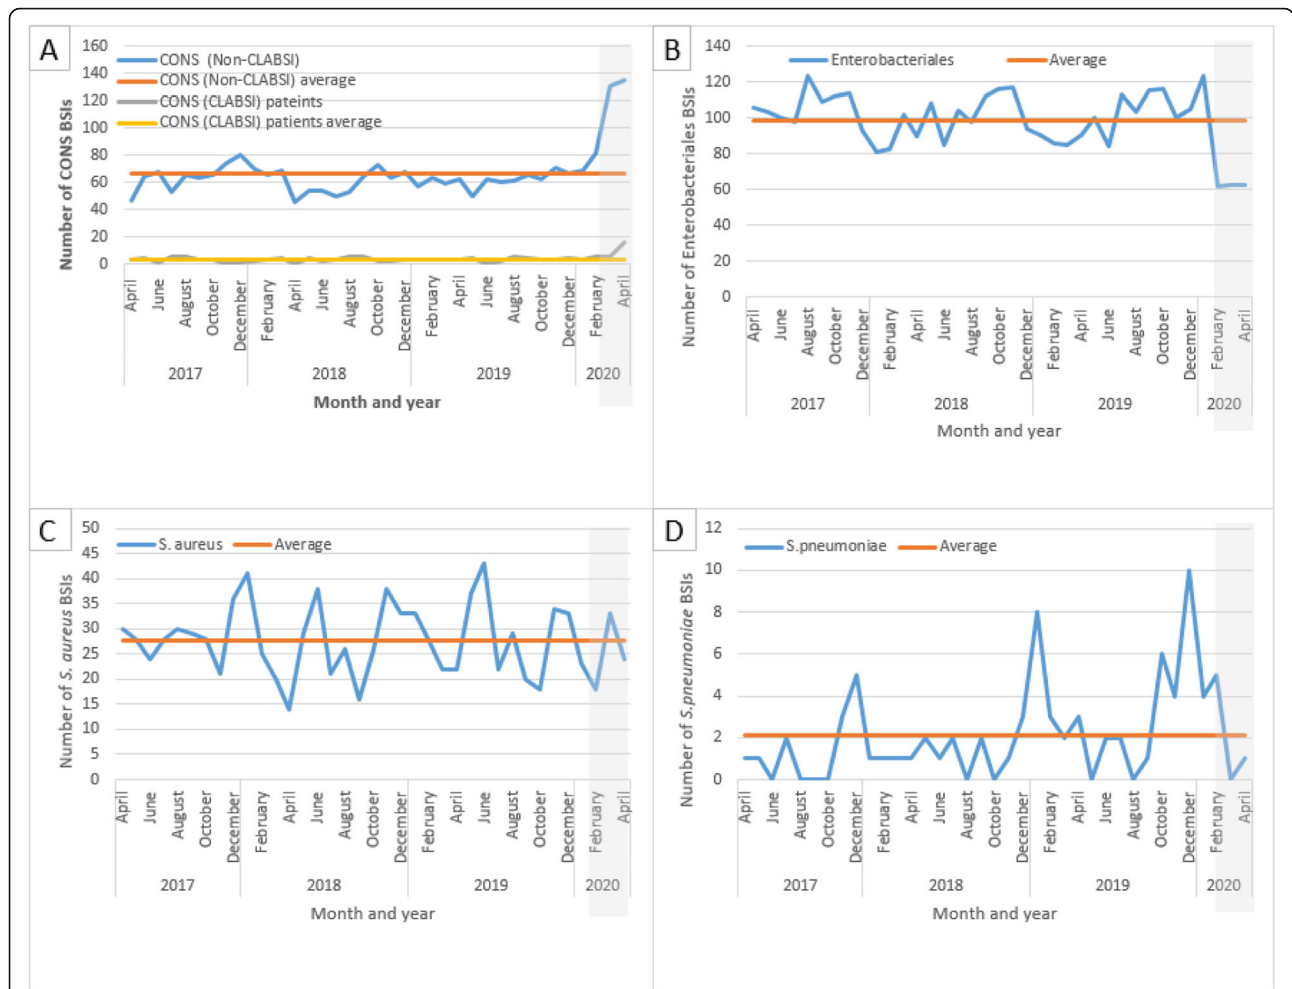 A
160
140
120
100
80
60
40
20
0
CONS (Non-CLABSI)
CONS (Non-CLABSI) average
CONS (CLABSI) pateints
CONS (CLABSI) patients average
Number of CONS BSIs
April June August October December February April June August October December February April June August October December February April
2017 2018 2019 2020
Month and year
B
140
120
100
80
60
40
20
0
Enterobacteriales Average
Number of Enterobacteriales BSIs
April June August October December February April June August October December February April June August October December February April
2017 2018 2019 2020
Month and year
C
50
45
40
35
30
25
20
15
10
5
0
S. aureus Average
Number of S. aureus BSIs
April June August October December February April June August October December February April June August October December February April
2017 2018 2019 2020
Month and year
D
12
10
8
6
4
2
0
S.pneumoniae Average
Number of S.pneumoniae BSIs
April June August October December February April June August October December February April June August October December February April
2017 2018 2019 2020
Month and year